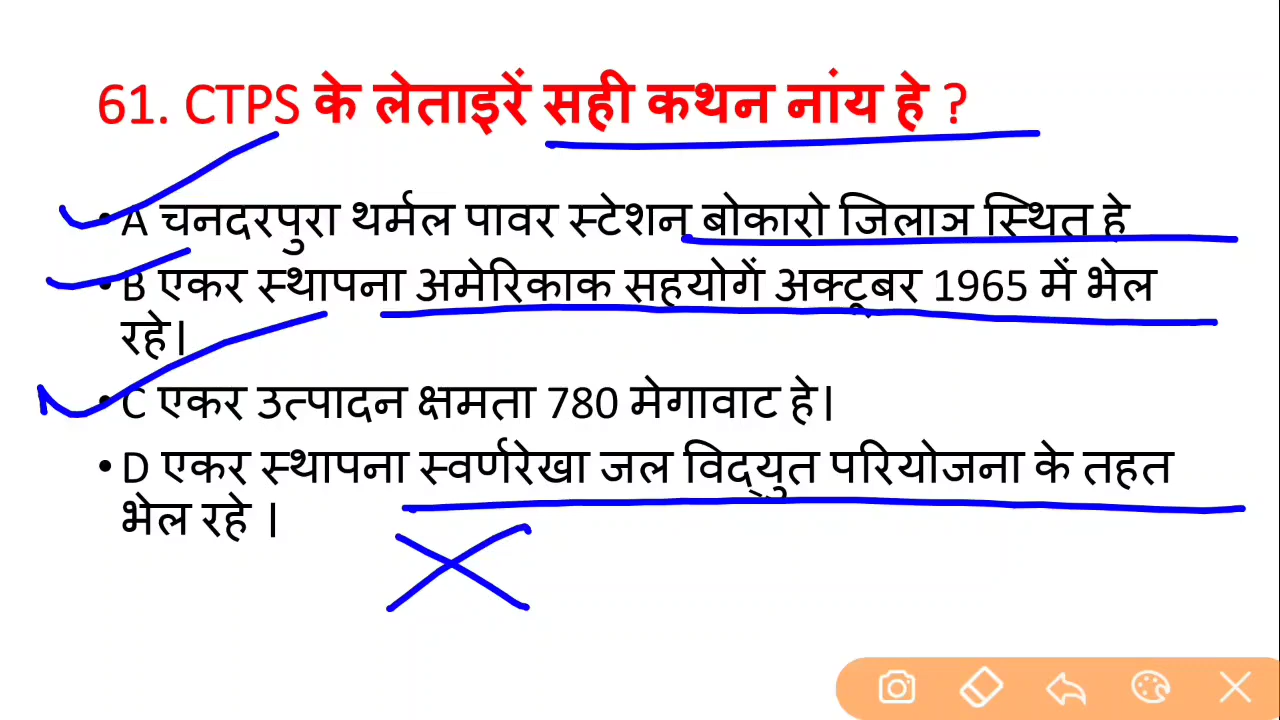 61. CTPS के लेताइरें सही कथन नांय हे ?
• A चनदरपुरा थर्मल पावर स्टेशन बोकारो जिलाञ स्थित हे
• B एकर स्थापना अमेरिकाक सहयोगें अक्टूबर 1965 में भेल
रहे।
• C एकर उत्पादन क्षमता 780 मेगावाट हे।
• D एकर स्थापना स्वर्णरेखा जल विद्युत परियोजना के तहत
भेल रहे ।